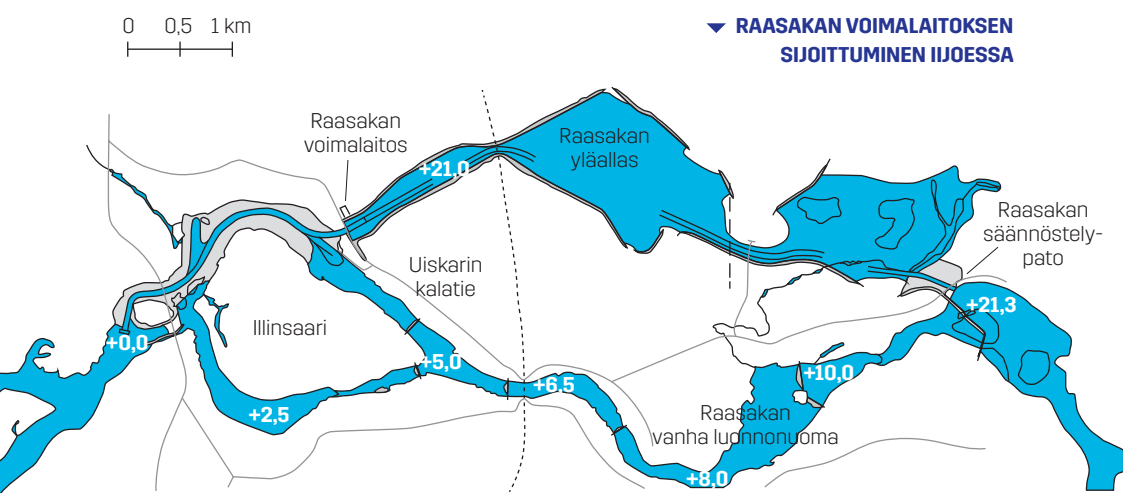 0 0,5 1 km
RAASAKAN VOIMALAITOKSEN
SIJOITTUMINEN IIJOESSA
Raasakan
voimalaitos
Raasakan
yläallas
+21,0
Raasakan
säännöstely-
pato
Uiskarin
kalatie
+21,3
Illinsaari
+0,0
+5,0
+10,0
+6.5
+2,5
Raasakan
vanha luonnonuoma
+8,0